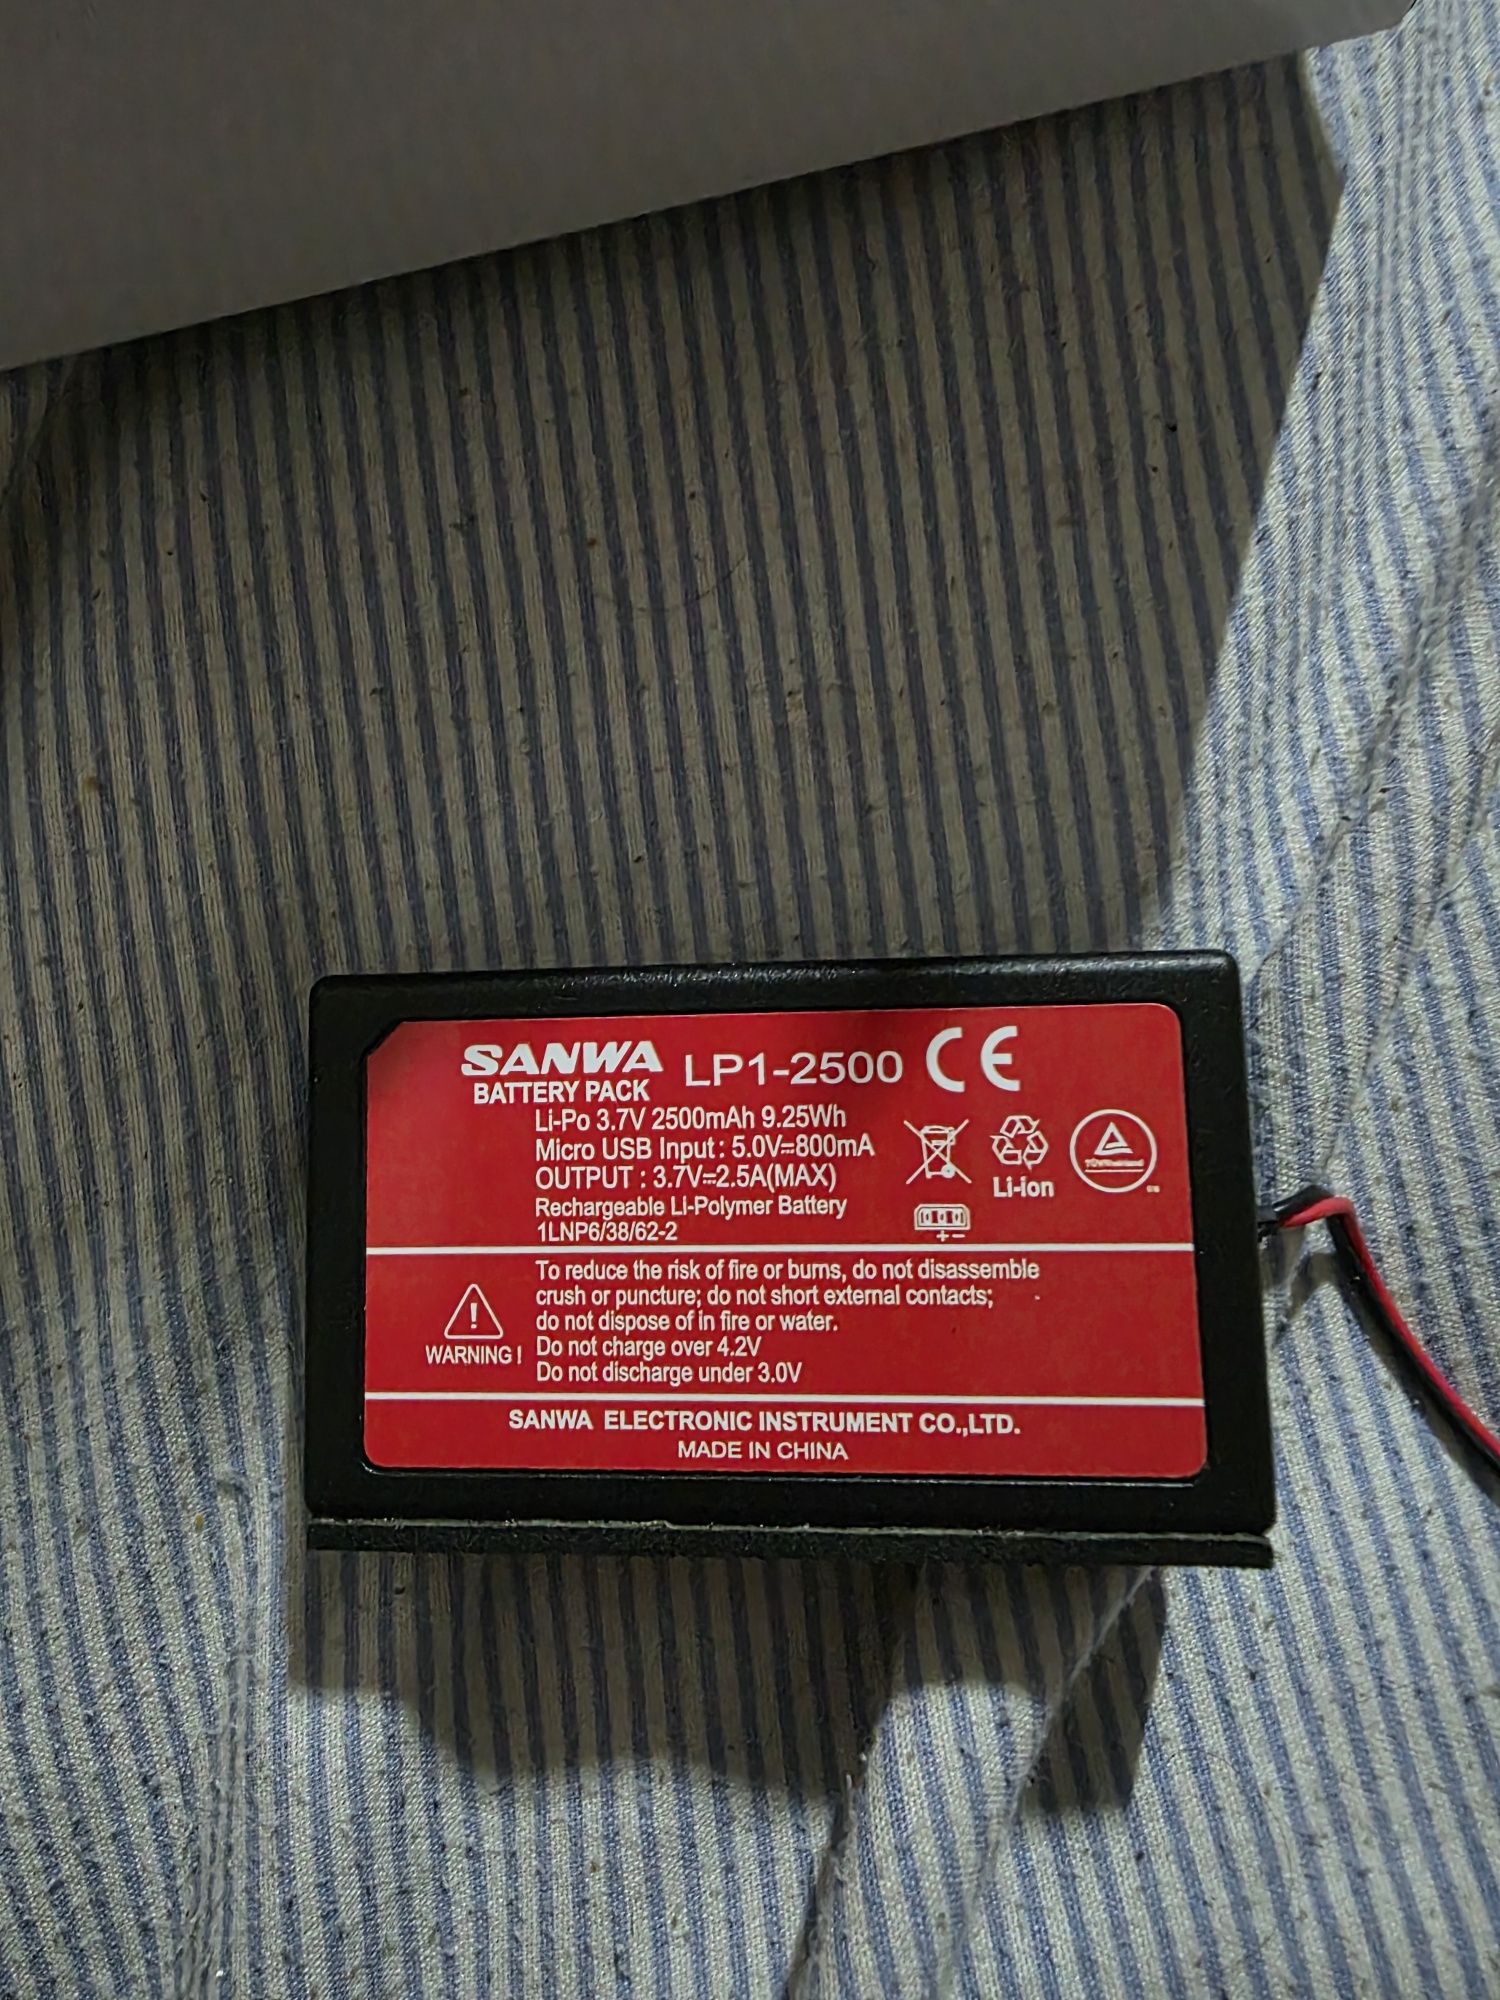 SANWA
BATTERY PACK
LP1-2500 CE
Li-Po 3.7V 2500mAh 9.25Wh
Micro USB Input : 5.0V⎓800mA
OUTPUT : 3.7V⎓2.5A(MAX)
Rechargeable Li-Polymer Battery
1LNP6/38/62-2
Li-ion
TÜVRheinland
+ −
WARNING !
To reduce the risk of fire or burns, do not disassemble
crush or puncture; do not short external contacts;
do not dispose of in fire or water.
Do not charge over 4.2V
Do not discharge under 3.0V
SANWA ELECTRONIC INSTRUMENT CO.,LTD.
MADE IN CHINA